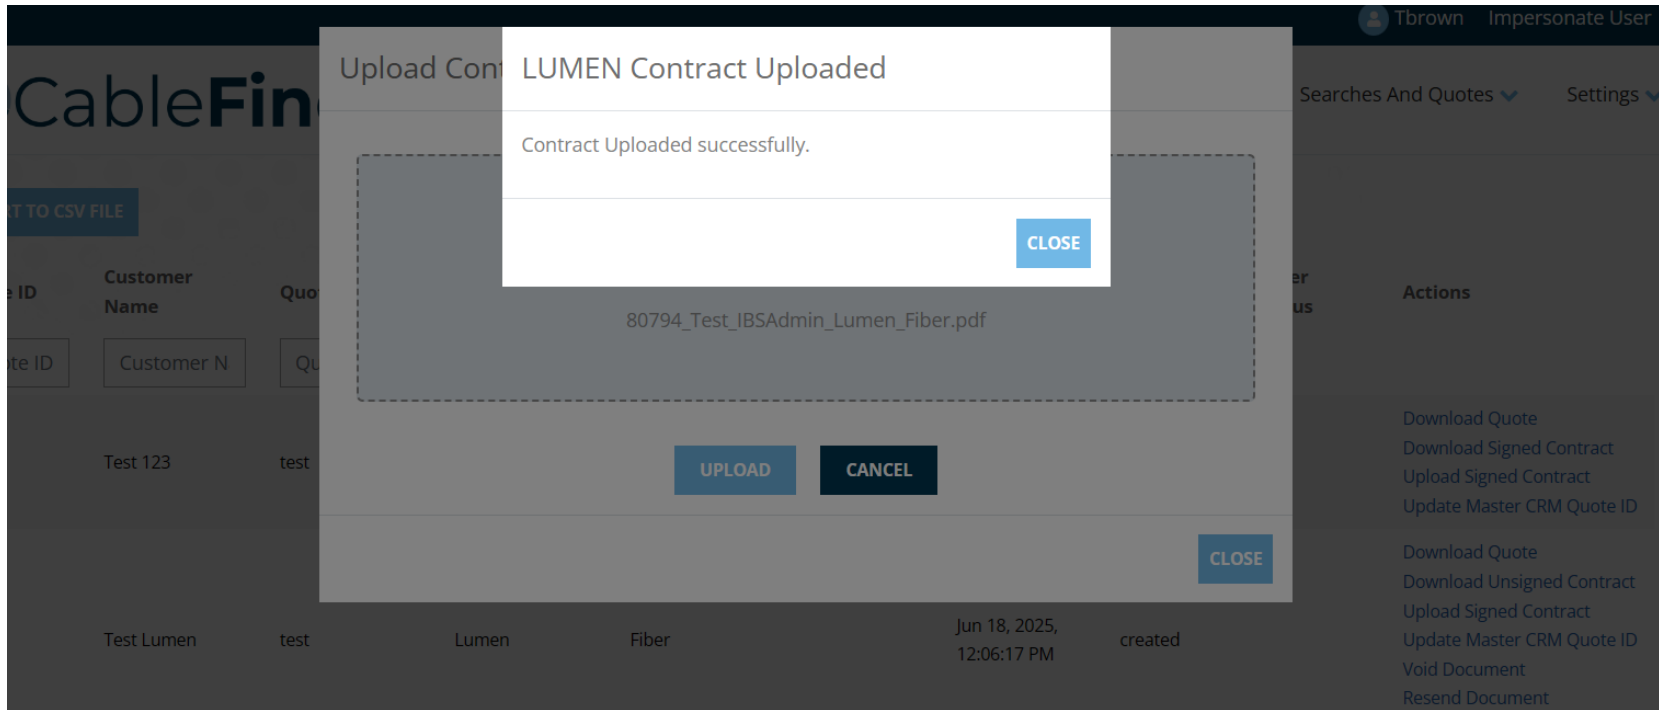 Tbrown Impersonate User
Upload Con LUMEN Contract Uploaded
CableFin
Searches And Quotes Settings
Contract Uploaded successfully.
RT TO CSV FILE
CLOSE
Customer
Name
e ID
Quo
er
us
Actions
80794_Test_IBSAdmin_Lumen_Fiber.pdf
ote ID
Customer N
Qu
Download Quote
Download Signed Contract
Test 123
test
UPLOAD
CANCEL
Upload Signed Contract
Update Master CRM Quote ID
CLOSE
Download Quote
Download Unsigned Contract
Upload Signed Contract
Test Lumen
test
Lumen
Fiber
Jun 18, 2025,
12:06:17 PM
created
Update Master CRM Quote ID
Void Document
Resend Document